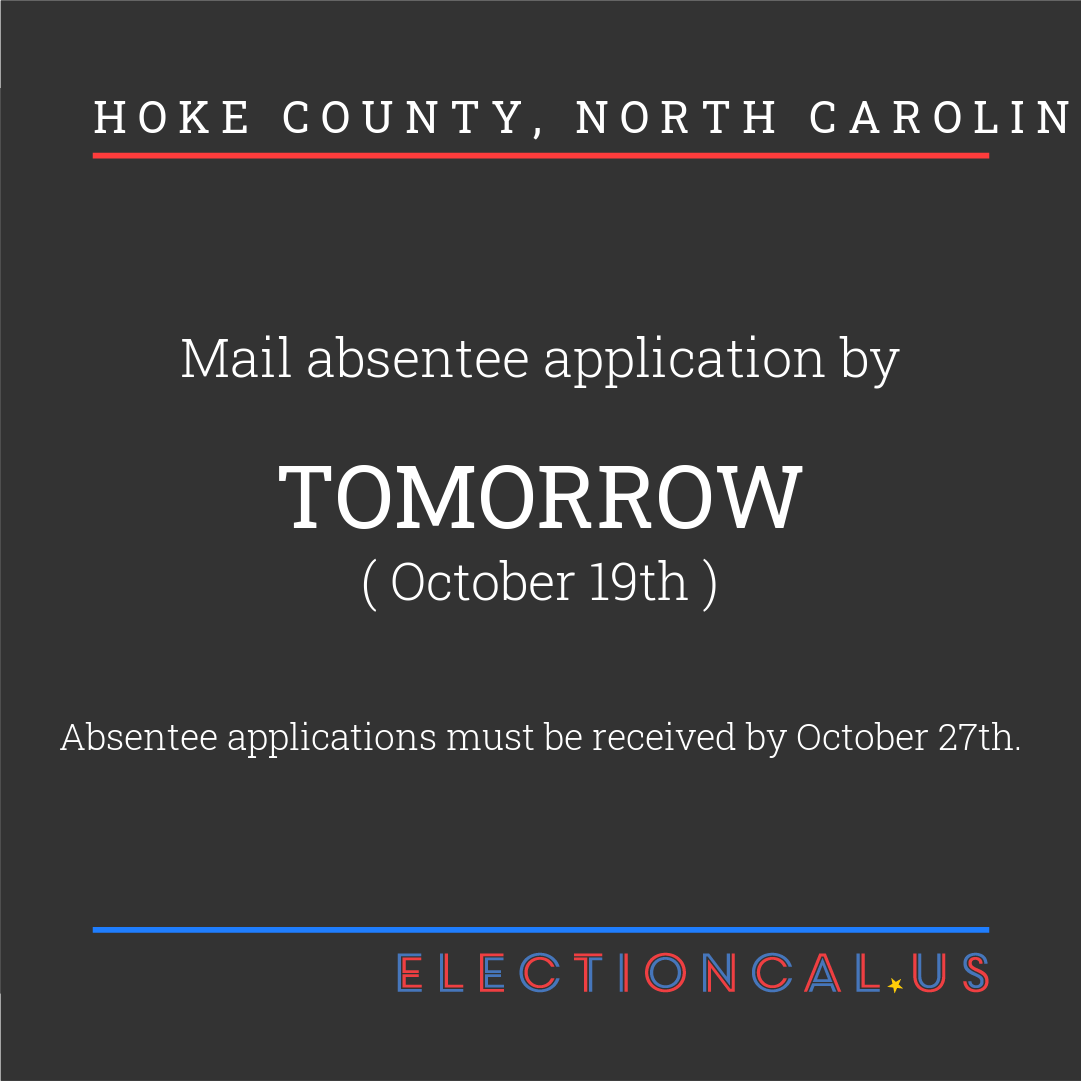 HOKE COUNTY, NORTH CAROLIN
Mail absentee application by
TOMORROW
( October 19th )
Absentee applications must be received by October 27th.
ELECTIONCAL.US